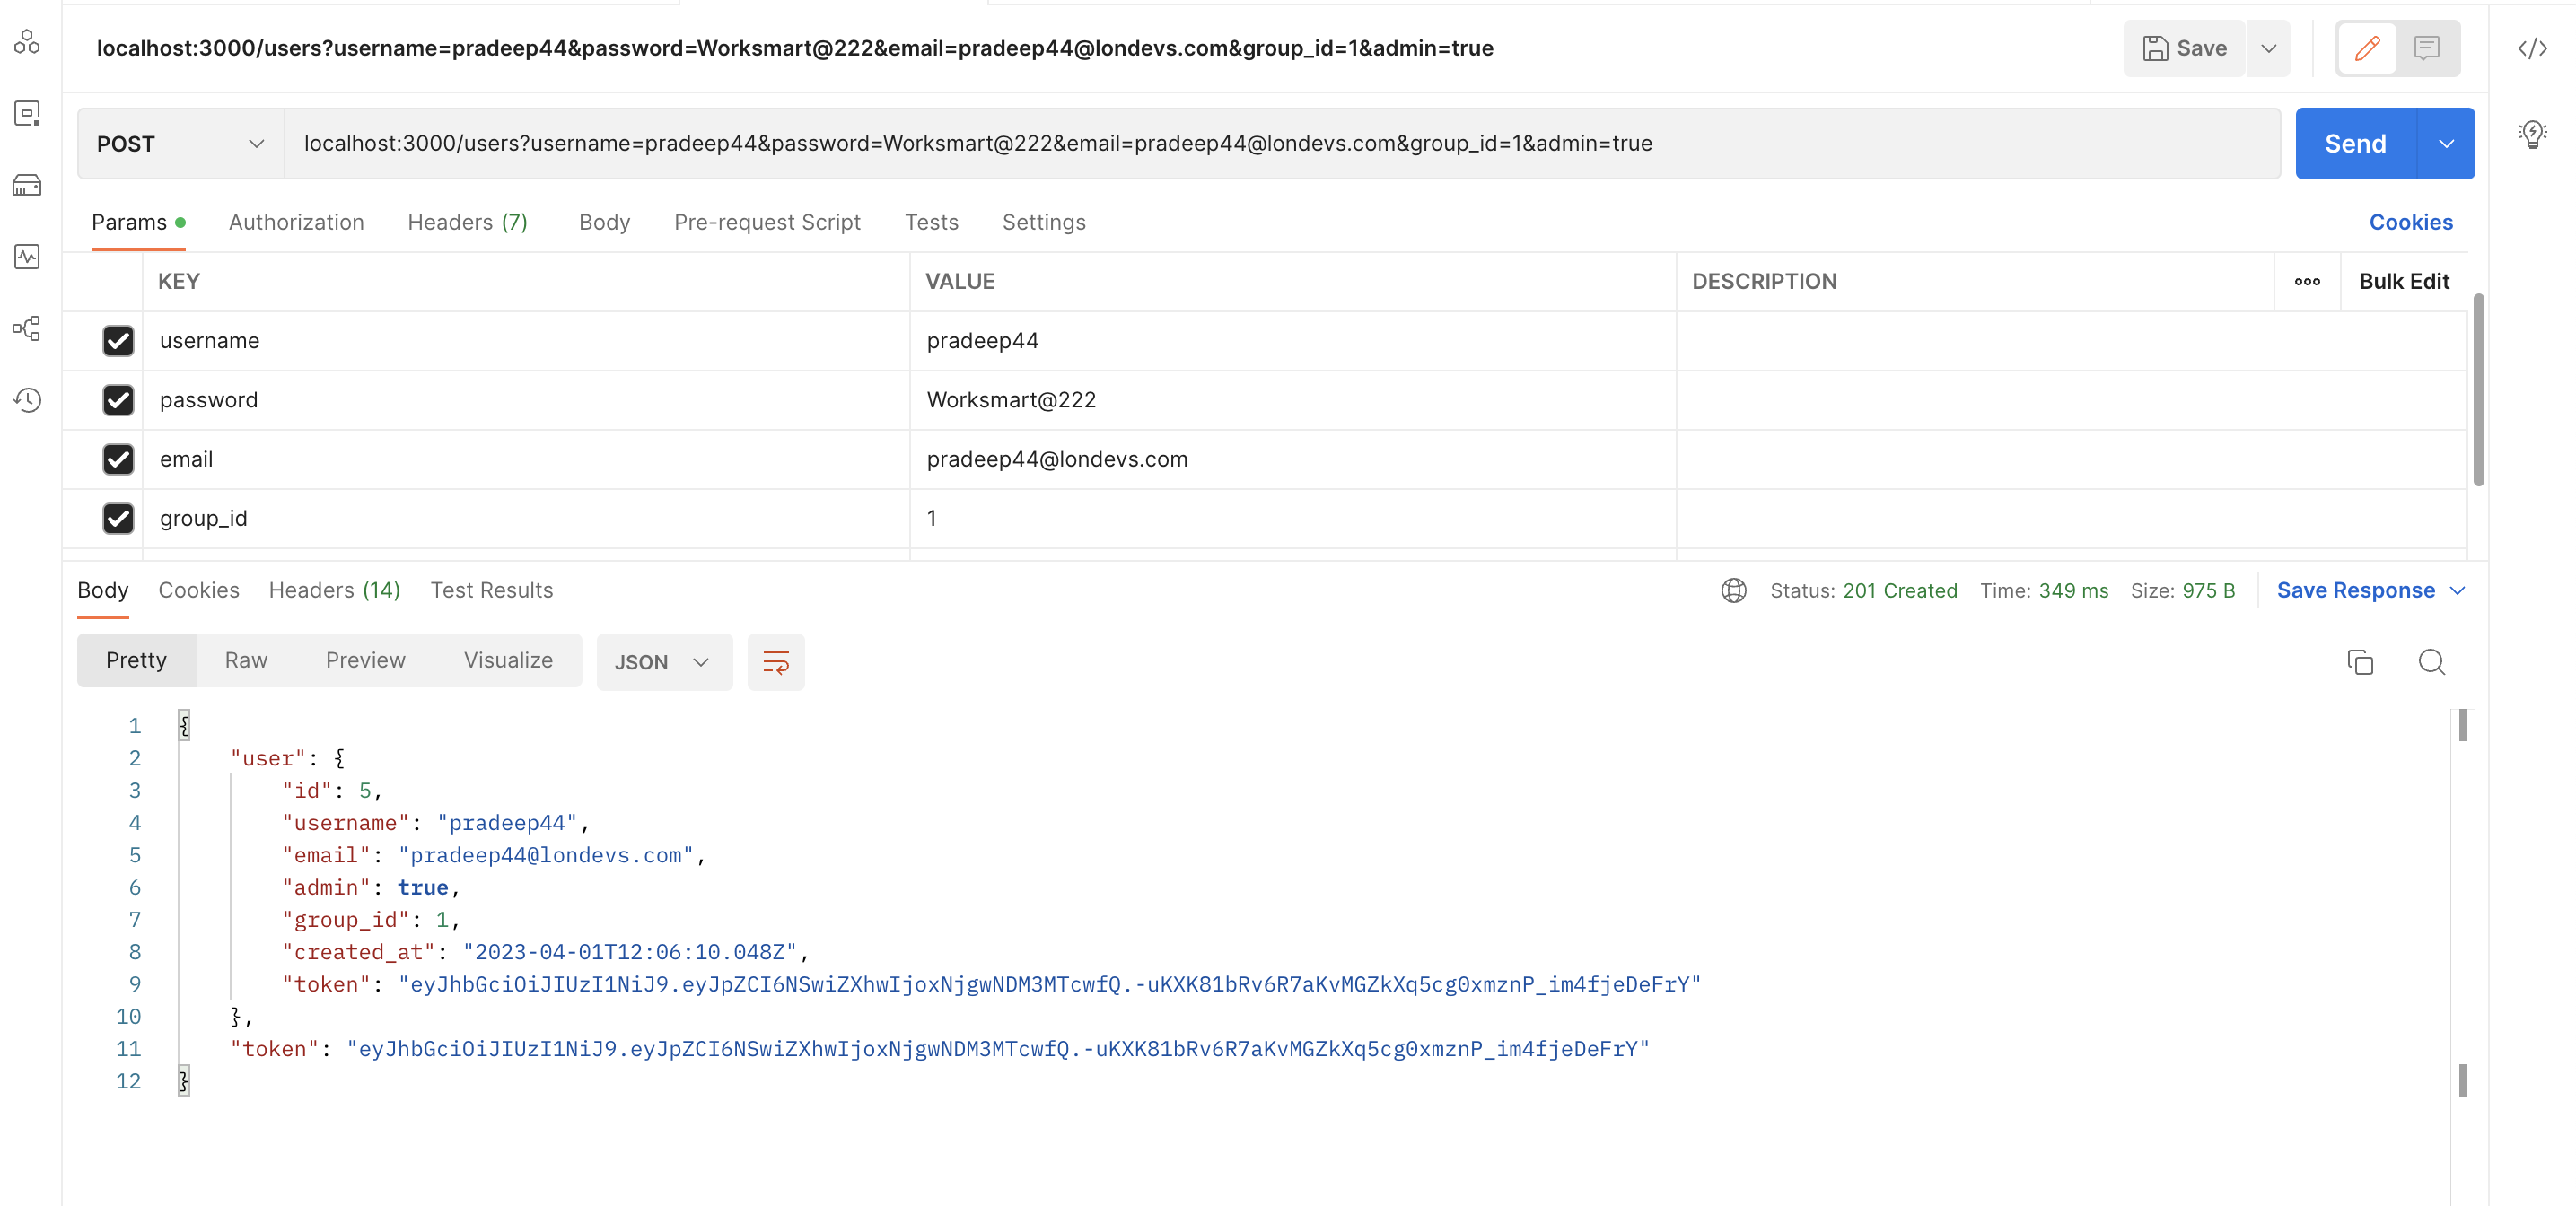 localhost:3000/users?username=pradeep44&password=Worksmart@222&email=pradeep44@londevs.com&group_id=1&admin=true
Save
POST
localhost:3000/users?username=pradeep44&password=Worksmart@222&email=pradeep44@londevs.com&group_id=1&admin=true
Send
Params Authorization Headers (7) Body Pre-request Script Tests Settings Cookies
KEY VALUE DESCRIPTION ooo Bulk Edit
username pradeep44
password Worksmart@222
email pradeep44@londevs.com
group_id 1
Body Cookies Headers (14) Test Results Status: 201 Created Time: 349 ms Size: 975 B Save Response
Pretty Raw Preview Visualize JSON
1 {
2 "user": {
3 "id": 5,
4 "username": "pradeep44",
5 "email": "pradeep44@londevs.com",
6 "admin": true,
7 "group_id": 1,
8 "created_at": "2023-04-01T12:06:10.048Z",
9 "token": "eyJhbGciOiJIUzI1NiJ9.eyJpZCI6NSwiZXhwIjoxNjgwNDM3MTcwfQ.-uKXK81bRv6R7aKvMGZkXq5cg0xmznP_im4fjeDeFrY"
10 },
11 "token": "eyJhbGciOiJIUzI1NiJ9.eyJpZCI6NSwiZXhwIjoxNjgwNDM3MTcwfQ.-uKXK81bRv6R7aKvMGZkXq5cg0xmznP_im4fjeDeFrY"
12 }